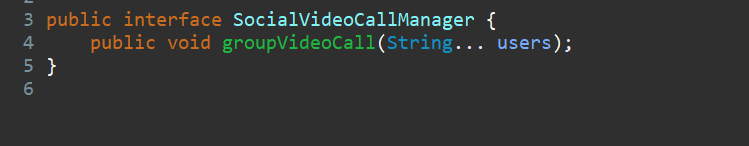 3 public interface SocialVideoCallManager {
4     public void groupVideoCall(String... users);
5 }
6